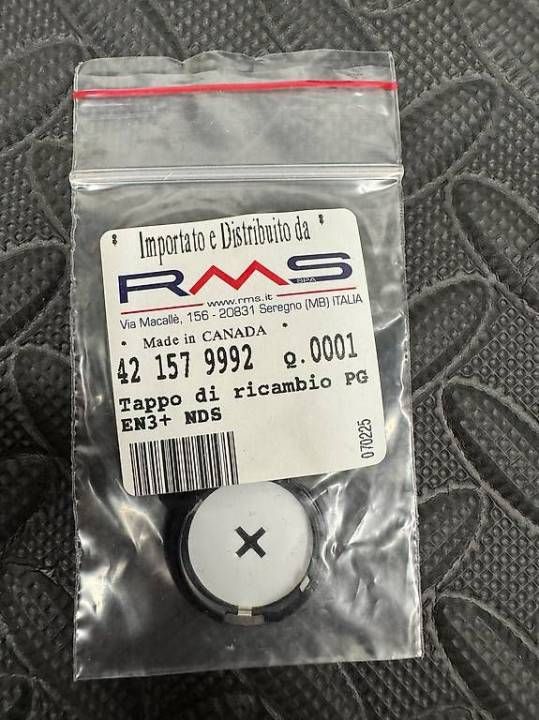 Importato e Distribuito da
RMS
SPA
www.rms.it
Via Macallè, 156 - 20831 Seregno (MB) ITALIA
Made in CANADA
42 157 9992 Q.0001
Tappo di ricambio PG
EN3+ NDS
070225